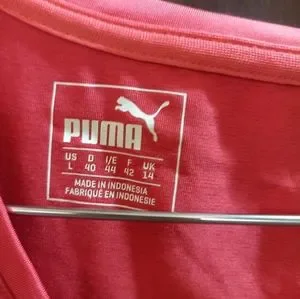 PUMA
US D I/E F UK
L 40 44 42 14
MADE IN INDONESIA
FABRIQUÉ EN INDONESIE